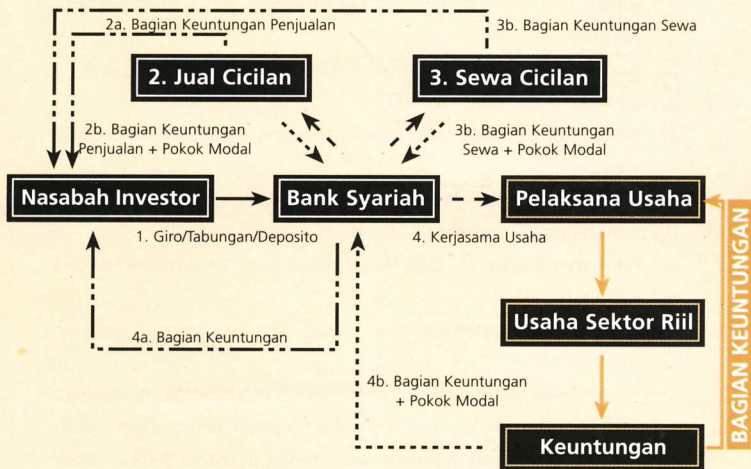 2a. Bagian Keuntungan Penjualan
3b. Bagian Keuntungan Sewa
2. Jual Cicilan
3. Sewa Cicilan
2b. Bagian Keuntungan
Penjualan + Pokok Modal
3b. Bagian Keuntungan
Sewa + Pokok Modal
Nasabah Investor
Bank Syariah
Pelaksana Usaha
1. Giro/Tabungan/Deposito
4. Kerjasama Usaha
Usaha Sektor Riil
4a. Bagian Keuntungan
4b. Bagian Keuntungan
+ Pokok Modal
Keuntungan
BAGIAN KEUNTUNGAN